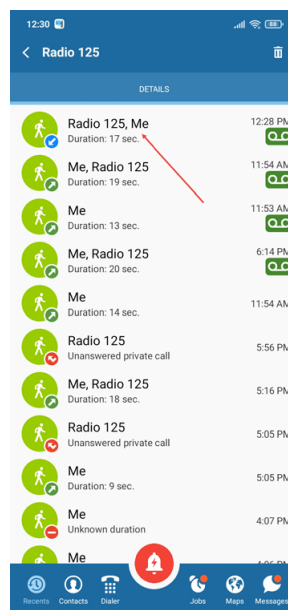 12:30
88
Radio 125
DETAILS
Radio 125, Me
12:28 PM
Duration: 17 sec.
Me, Radio 125
11:54 AM
Duration: 19 sec.
Me
11:53 AM
Duration: 13 sec.
Me, Radio 125
6:14 PM
Duration: 20 sec.
Me
11:54 AM
Duration: 14 sec.
Radio 125
5:56 PM
Unanswered private call
Me, Radio 125
5:16 PM
Duration: 18 sec.
Radio 125
5:05 PM
Unanswered private call
Me
5:05 PM
Duration: 9 sec.
Me
4:07 PM
Unknown duration
Me
Recents Contacts Dialer Jobs Maps Messages